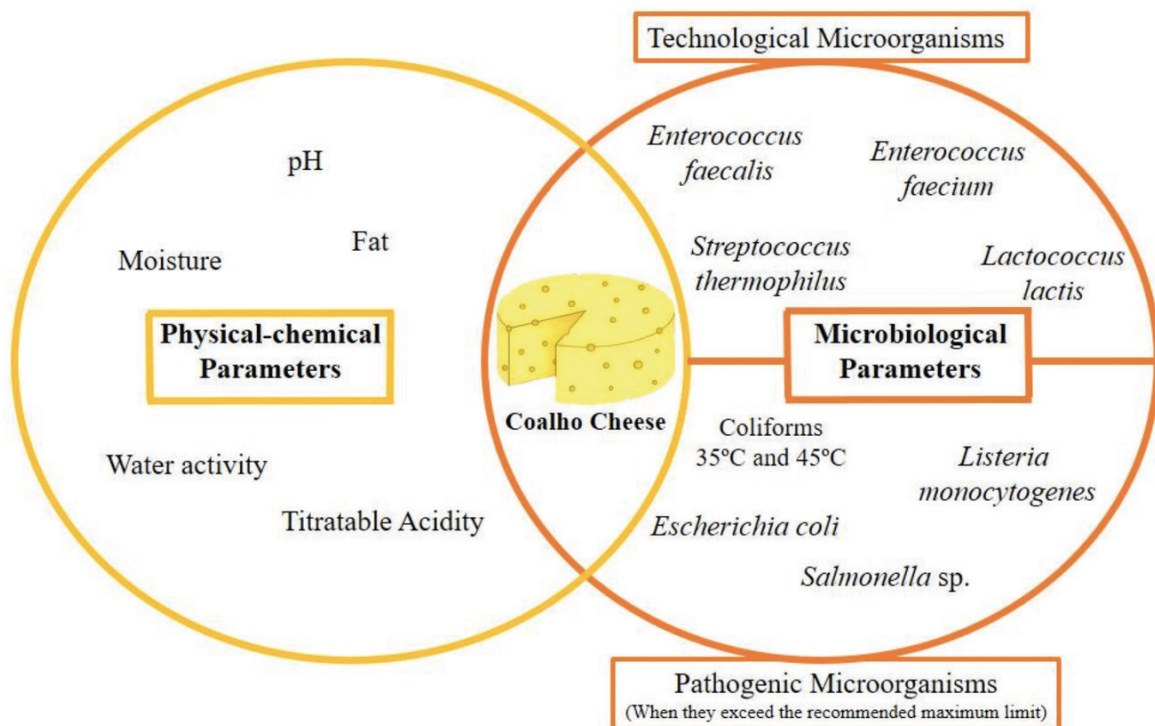 Technological Microorganisms
pH
Fat
Moisture
Physical-chemical
Parameters
Water activity
Titratable Acidity
Coalho Cheese
Enterococcus
faecalis
Enterococcus
faecium
Streptococcus
thermophilus
Lactococcus
lactis
Microbiological
Parameters
Coliforms
35ºC and 45ºC
Listeria
monocytogenes
Escherichia coli
Salmonella sp.
Pathogenic Microorganisms
(When they exceed the recommended maximum limit)